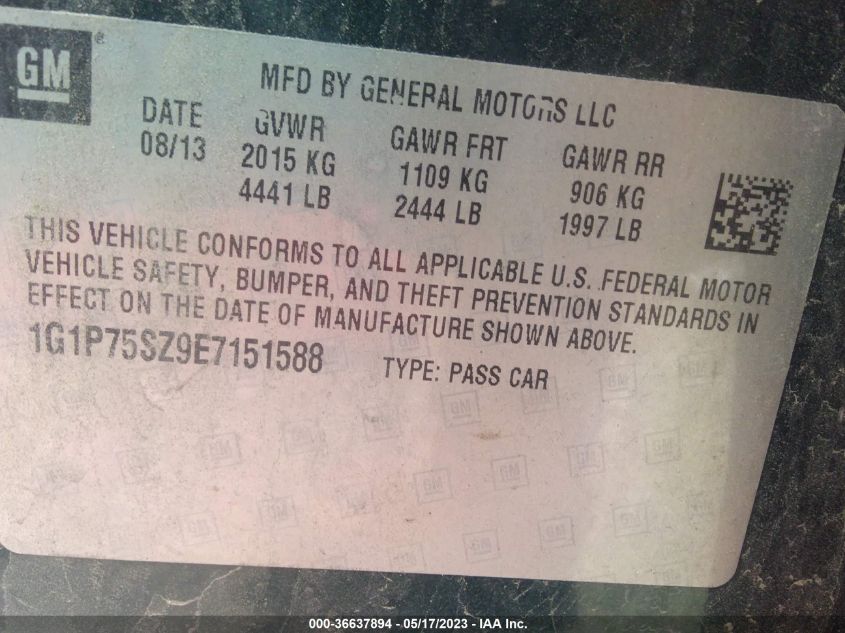 GM®
MFD BY GENERAL MOTORS LLC
DATE GVWR GAWR FRT GAWR RR
08/13 2015 KG 1109 KG 906 KG
4441 LB 2444 LB 1997 LB
THIS VEHICLE CONFORMS TO ALL APPLICABLE U.S. FEDERAL MOTOR
VEHICLE SAFETY, BUMPER, AND THEFT PREVENTION STANDARDS IN
EFFECT ON THE DATE OF MANUFACTURE SHOWN ABOVE.
1G1P75SZ9E7151588 TYPE: PASS CAR
000-36637894 - 05/17/2023 - IAA Inc.